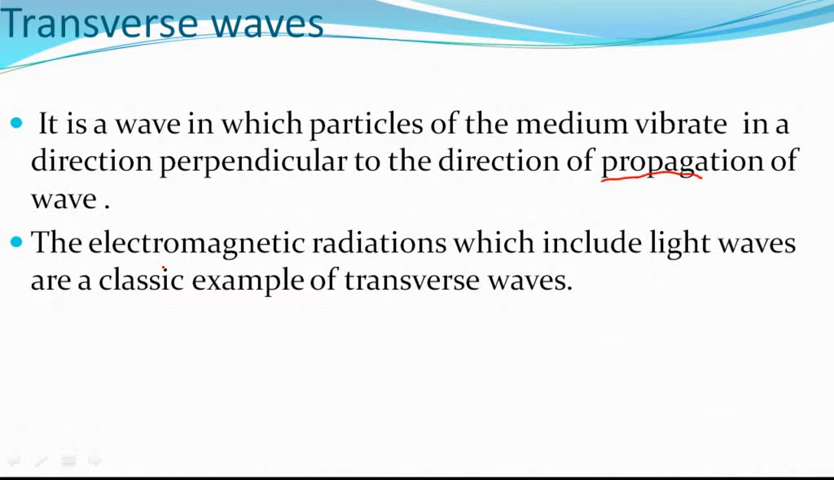 Transverse waves
• It is a wave in which particles of the medium vibrate in a
direction perpendicular to the direction of propagation of
wave .
• The electromagnetic radiations which include light waves
are a classic example of transverse waves.